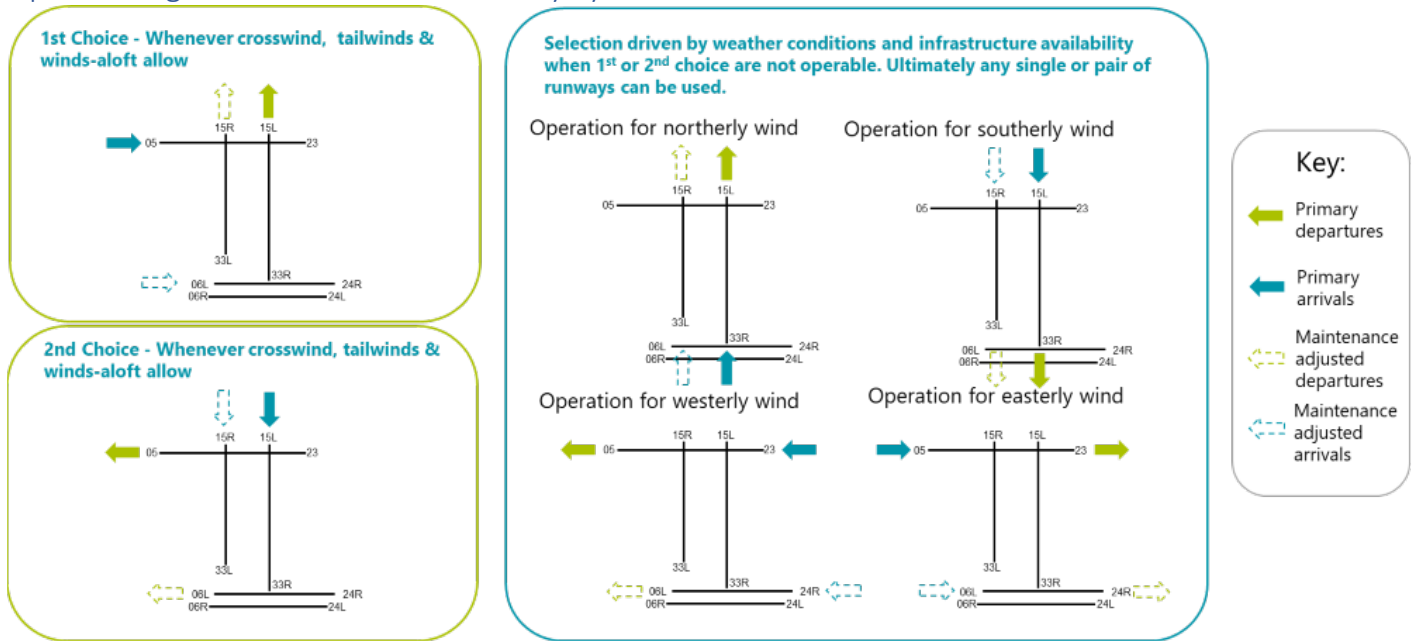 1st Choice - Whenever crosswind, tailwinds &
winds-aloft allow
15R 15L
05 23
33L
33R
06L 24R
06R 24L
2nd Choice - Whenever crosswind, tailwinds &
winds-aloft allow
15R 15L
05 23
33L
33R
06L 24R
06R 24L
Selection driven by weather conditions and infrastructure availability
when 1st or 2nd choice are not operable. Ultimately any single or pair of
runways can be used.
Operation for northerly wind
15R 15L
05 23
33L
33R
06L 24R
06R 24L
Operation for southerly wind
15R 15L
05 23
33L
33R
06L 24R
06R 24L
Operation for westerly wind
15R 15L
05 23
33L
33R
06L 24R
06R 24L
Operation for easterly wind
15R 15L
05 23
33L
33R
06L 24R
06R 24L
Key:
Primary
departures
Primary
arrivals
Maintenance
adjusted
departures
Maintenance
adjusted
arrivals